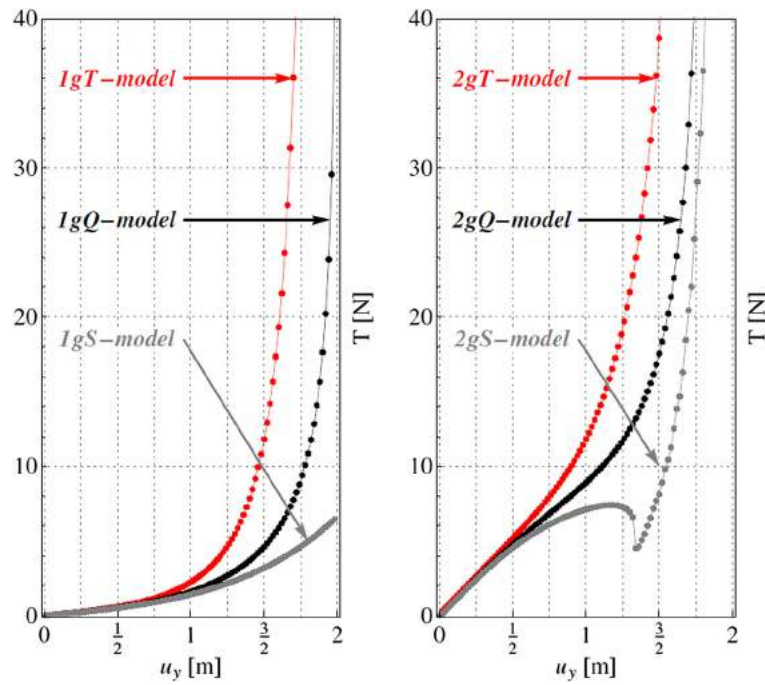 40
1gT−model
30
1gQ−model
20
1gS−model
10
0
0
1/2
1
3/2
2
u_y [m]
T [N]
40
2gT−model
30
2gQ−model
20
2gS−model
10
0
0
1/2
1
3/2
2
u_y [m]
T [N]